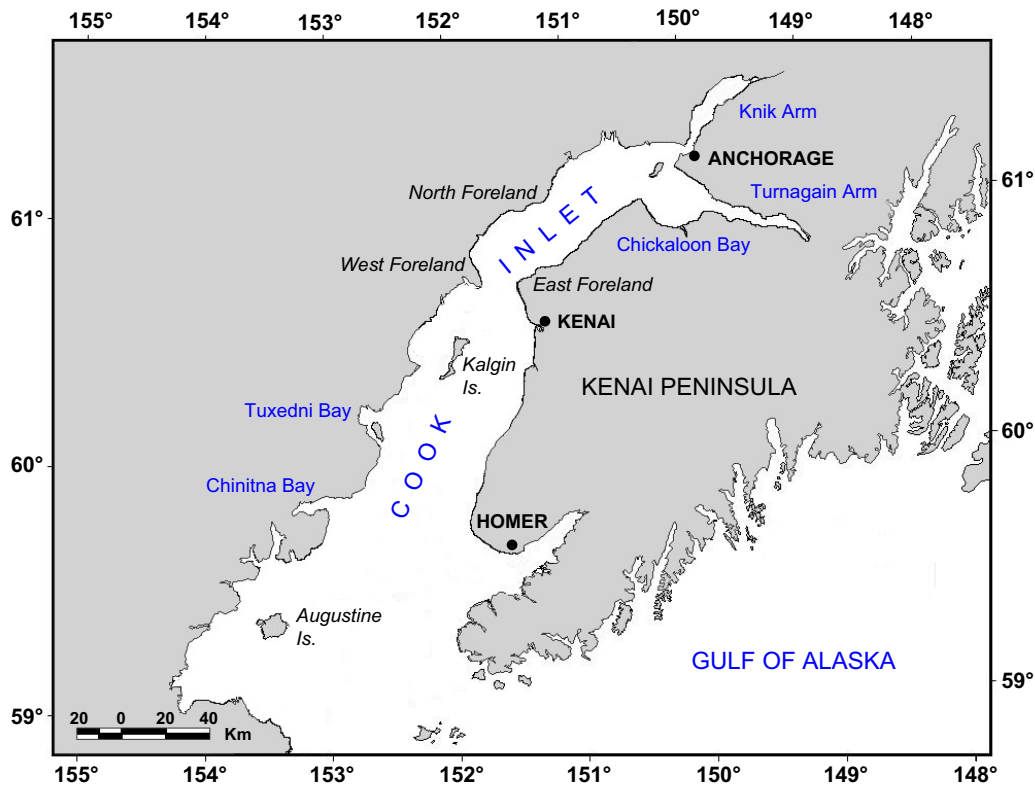 155° 154° 153° 152° 151° 150° 149° 148°
Knik Arm
ANCHORAGE
61°
North Foreland
Turnagain Arm
61°
INLET
Chickaloon Bay
West Foreland
East Foreland
KENAI
Kalgin
Is.
KENAI PENINSULA
Tuxedni Bay
60°
COOK
60°
Chinitna Bay
HOMER
Augustine
Is.
GULF OF ALASKA
59°
59°
20 0 20 40
Km
155° 154° 153° 152° 151° 150° 149° 148°